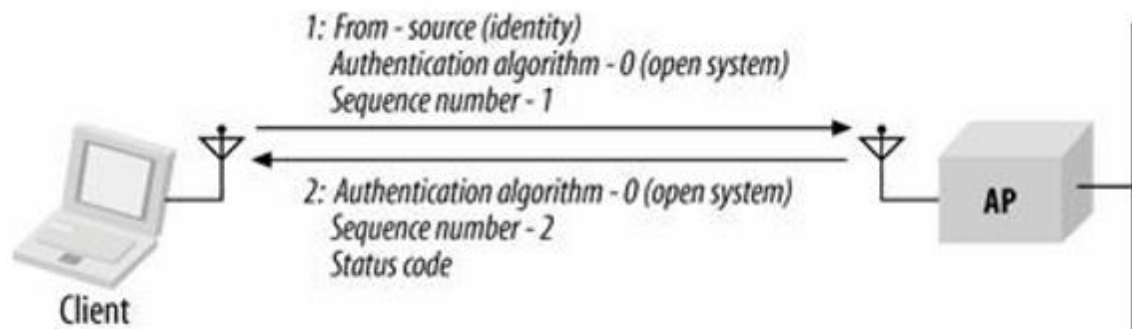 1: From - source (identity)
Authentication algorithm - 0 (open system)
Sequence number - 1
2: Authentication algorithm - 0 (open system)
Sequence number - 2
Status code
AP
Client